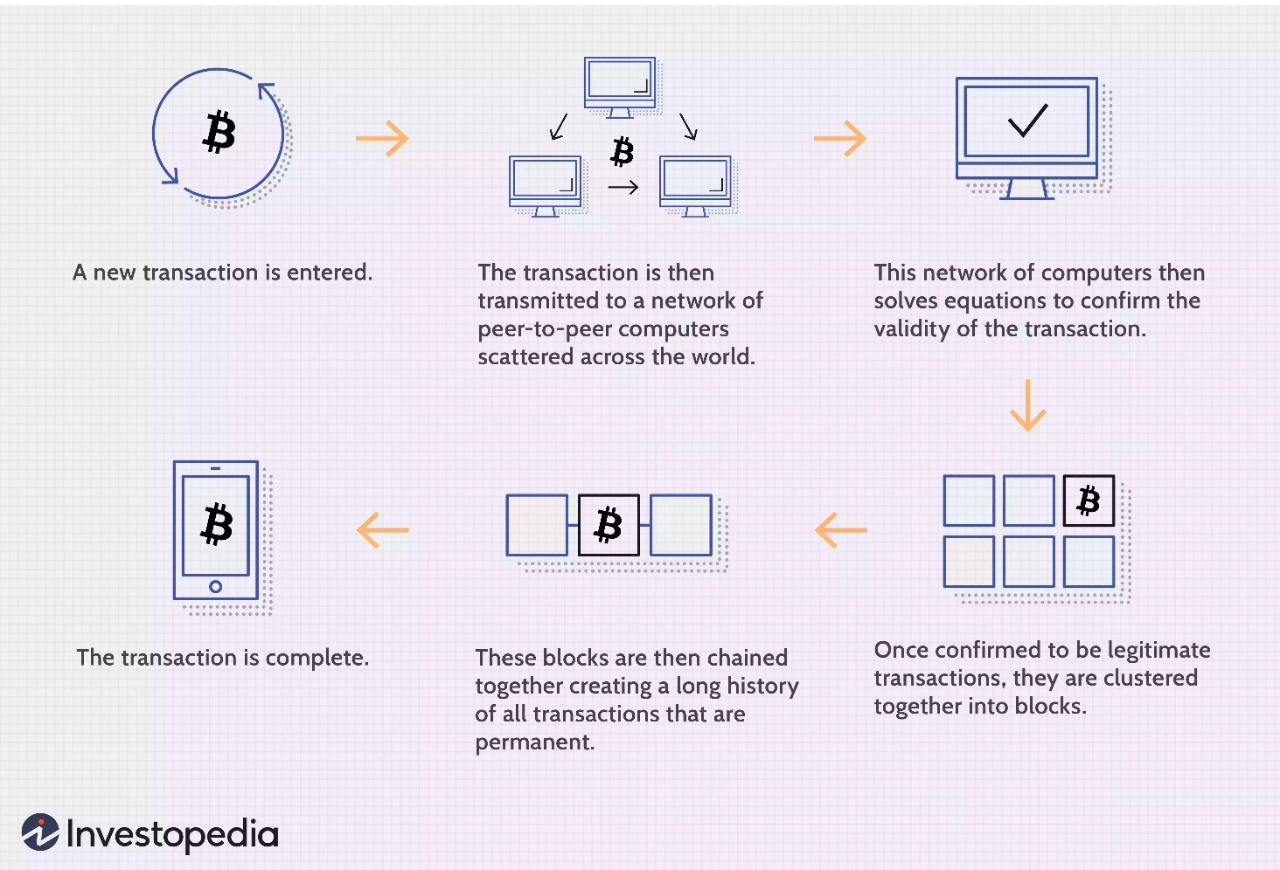 A new transaction is entered.
The transaction is then
transmitted to a network of
peer-to-peer computers
scattered across the world.
This network of computers then
solves equations to confirm the
validity of the transaction.
Once confirmed to be legitimate
transactions, they are clustered
together into blocks.
These blocks are then chained
together creating a long history
of all transactions that are
permanent.
The transaction is complete.
Investopedia